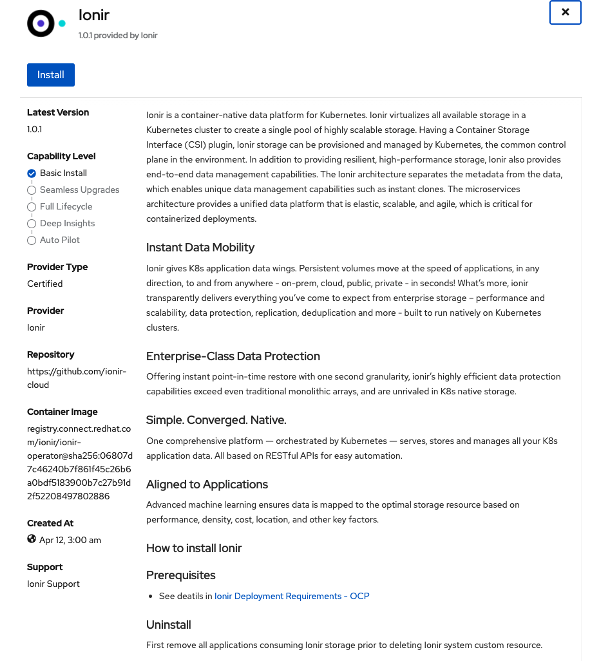 Ionir
1.0.1 provided by Ionir
Install
Latest Version
1.0.1
Capability Level
Basic Install
Seamless Upgrades
Full Lifecycle
Deep Insights
Auto Pilot
Provider Type
Certified
Provider
Ionir
Repository
https://github.com/ionir-
cloud
Container Image
registry.connect.redhat.co
m/ionir/ionir-
operator@sha256:06807d
7c46240b7f861f45c26b6
a0bdf5183900b7c27b91d
2f52208497802886
Created At
Apr 12, 3:00 am
Support
Ionir Support
Ionir is a container-native data platform for Kubernetes. Ionir virtualizes all available storage in a
Kubernetes cluster to create a single pool of highly scalable storage. Having a Container Storage
Interface (CSI) plugin, Ionir storage can be provisioned and managed by Kubernetes, the common control
plane in the environment. In addition to providing resilient, high-performance storage, Ionir also provides
end-to-end data management capabilities. The Ionir architecture separates the metadata from the data,
which enables unique data management capabilities such as instant clones. The microservices
architecture provides a unified data platform that is elastic, scalable, and agile, which is critical for
containerized deployments.
Instant Data Mobility
Ionir gives K8s application data wings. Persistent volumes move at the speed of applications, in any
direction, to and from anywhere - on-prem, cloud, public, private - in seconds! What's more, ionir
transparently delivers everything you've come to expect from enterprise storage – performance and
scalability, data protection, replication, deduplication and more - built to run natively on Kubernetes
clusters.
Enterprise-Class Data Protection
Offering instant point-in-time restore with one second granularity, ionir's highly efficient data protection
capabilities exceed even traditional monolithic arrays, and are unrivaled in K8s native storage.
Simple. Converged. Native.
One comprehensive platform — orchestrated by Kubernetes — serves, stores and manages all your K8s
application data. All based on RESTful APIs for easy automation.
Aligned to Applications
Advanced machine learning ensures data is mapped to the optimal storage resource based on
performance, density, cost, location, and other key factors.
How to install Ionir
Prerequisites
• See deatils in Ionir Deployment Requirements - OCP
Uninstall
First remove all applications consuming Ionir storage prior to deleting Ionir system custom resource.